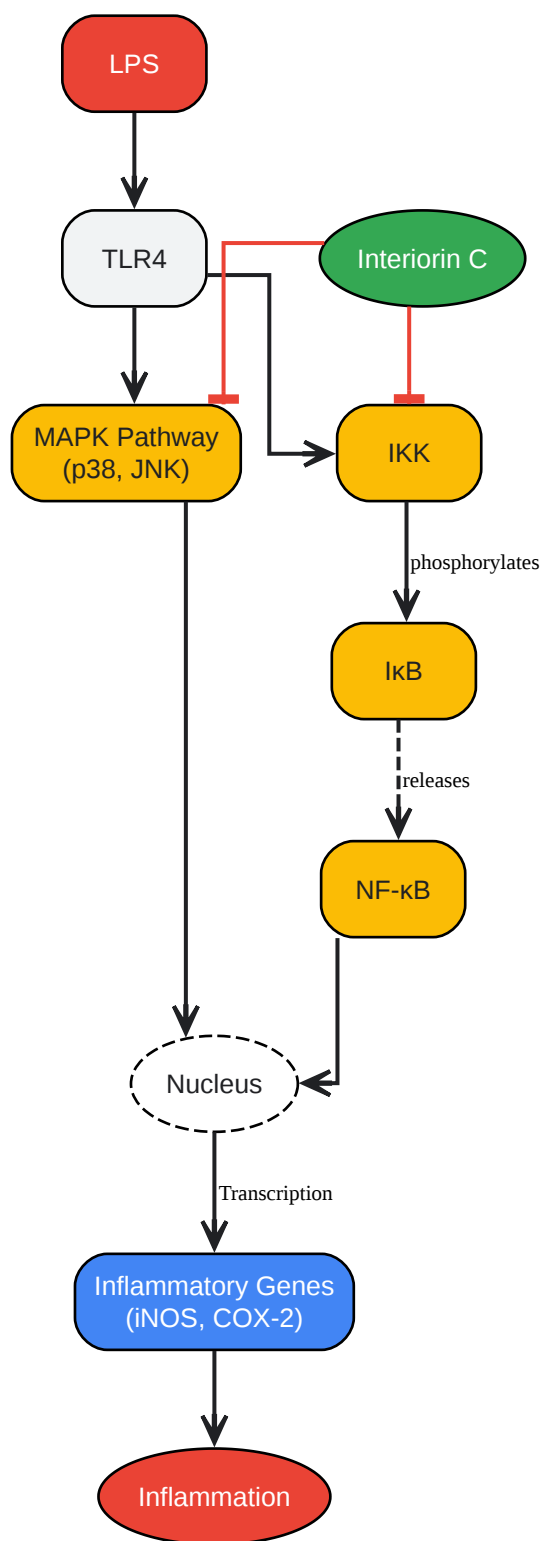 LPS
TLR4
Interiorin C
MAPK Pathway
(p38, JNK)
IKK
phosphorylates
IκB
releases
NF-κB
Nucleus
Transcription
Inflammatory Genes
(iNOS, COX-2)
Inflammation